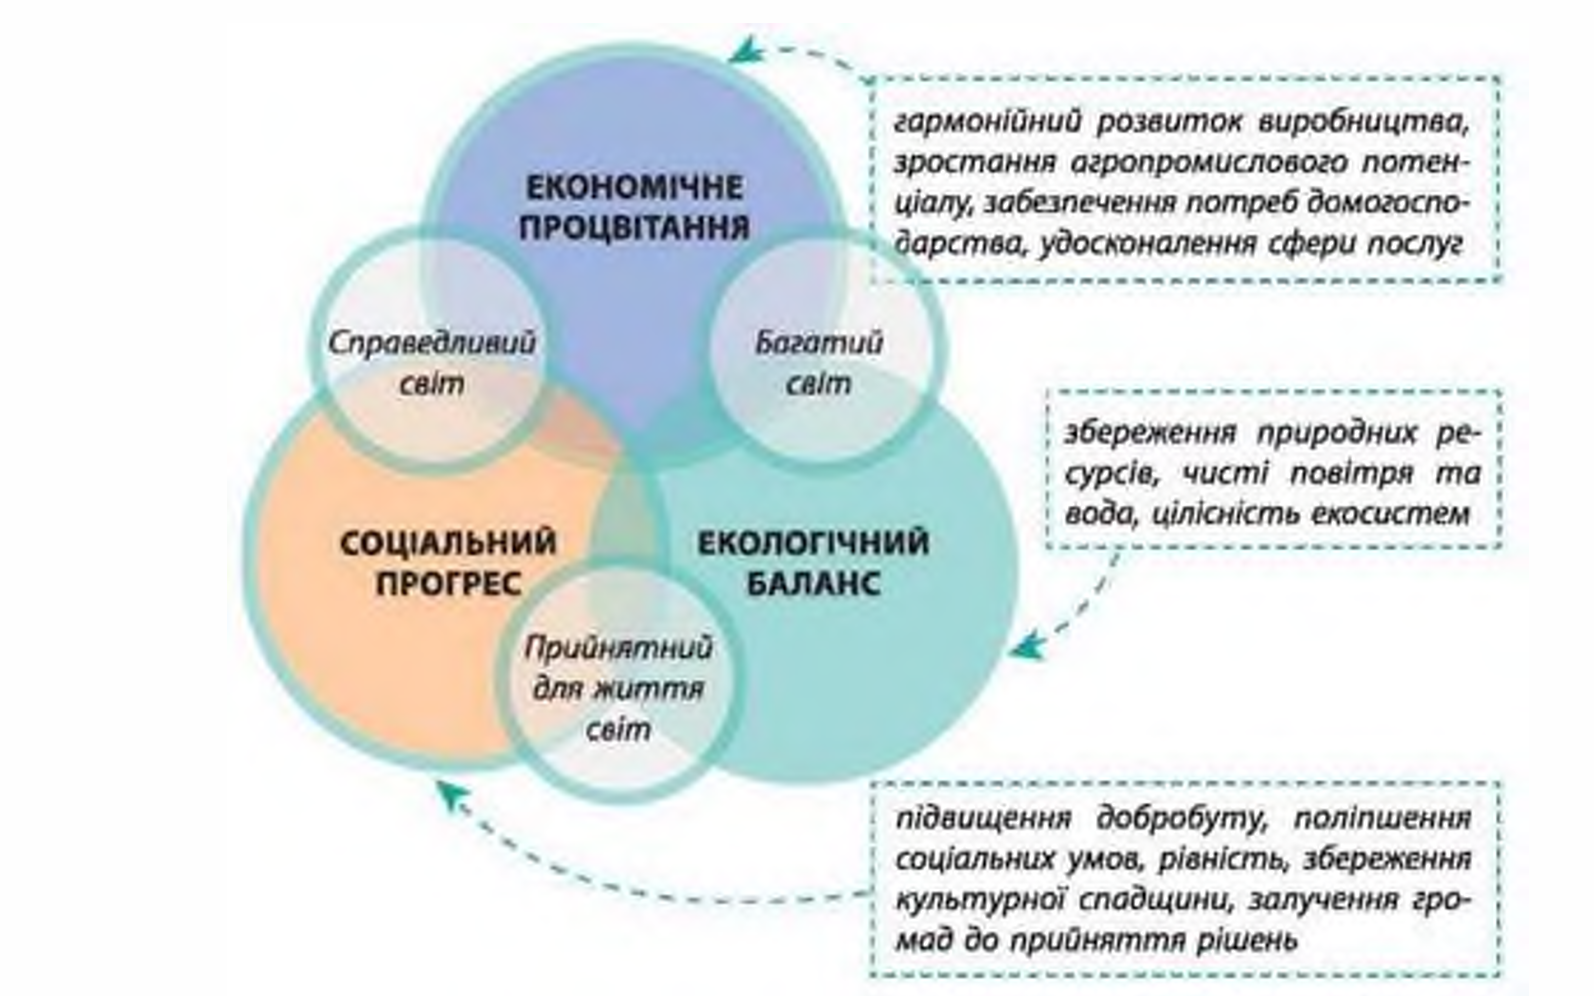 гармонійний розвиток виробництва,
зростання агропромислового потен-
ціалу, забезпечення потреб домогоспо-
дарства, удосконалення сфери послуг
ЕКОНОМІЧНЕ
ПРОЦВІТАННЯ
Справедливий
світ
Багатий
світ
збереження природних ре-
сурсів, чисті повітря та
вода, цілісність екосистем
СОЦІАЛЬНИЙ
ПРОГРЕС
ЕКОЛОГІЧНИЙ
БАЛАНС
Прийнятний
для життя
світ
підвищення добробуту, поліпшення
соціальних умов, рівність, збереження
культурної спадщини, залучення гро-
мад до прийняття рішень